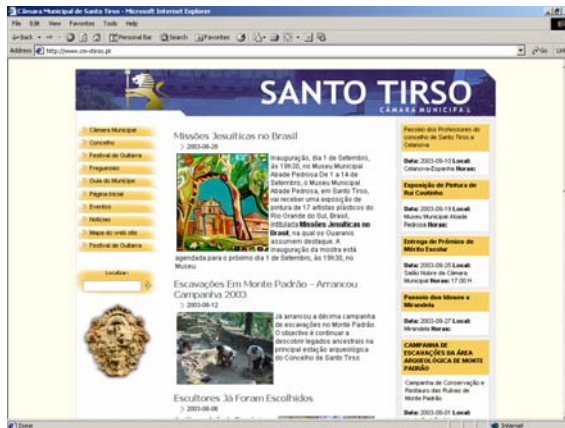 Câmara Municipal de Santo Tirso - Microsoft Internet Explorer
File Edit View Favorites Tools Help
Back Personal Bar Search Favorites
Address http://www.cm-stirso.pt Go
SANTO TIRSO
CÂMARA MUNICIPAL
Câmara Municipal
Concelho
Festival de Guitarra
Freguesias
Guia do Munícipe
Página Inicial
Eventos
Notícias
Mapa do web site
Festival de Guitarra
Localizar:
Missões Jesuíticas no Brasil
2003-08-28
Inauguração, dia 1 de Setembro,
às 19h30, no Museu Municipal
Abade Pedrosa De 1 a 14 de
Setembro, o Museu Municipal
Abade Pedrosa, em Santo Tirso,
vai receber uma exposição de
pintura de 17 artistas plásticos do
Rio Grande do Sul, Brasil,
intitulada Missões Jesuíticas no
Brasil, na qual os Guaranis
assumem destaque. A
inauguração da mostra está
agendada para o próximo dia 1 de Setembro, às 19h30, no
Museu.
Escavações Em Monte Padrão - Arrancou
Campanha 2003
2003-08-12
Já arrancou a décima campanha
de escavações no Monte Padrão.
O objectivo é continuar a
descobrir legados ancestrais na
principal estação arqueológica
do Concelho de Santo Tirso
Escultores Já Foram Escolhidos
2003-08-06
Passeio dos Professores do
concelho de Santo Tirso a
Celanova
Data: 2003-09-10 Local:
Celanova-Espanha Horas:
Exposição de Pintura de
Rui Coutinho
Data: 2003-09-19 Local:
Museu Municipal Abade
Pedrosa Horas:
Entrega de Prémios de
Mérito Escolar
Data: 2003-09-25 Local:
Salão Nobre da Câmara
Municipal Horas: 17.00 H
Passeio dos Idosos a
Mirandela
Data: 2003-09-27 Local:
Mirandela Horas:
CAMPANHA DE
ESCAVAÇÕES DA ÁREA
ARQUEOLÓGICA DE MONTE
PADRÃO
Campanha de Conservação e
Restauro das Ruínas de
Monte Padrão
Data: 2003-08-01 Local:
Done Internet